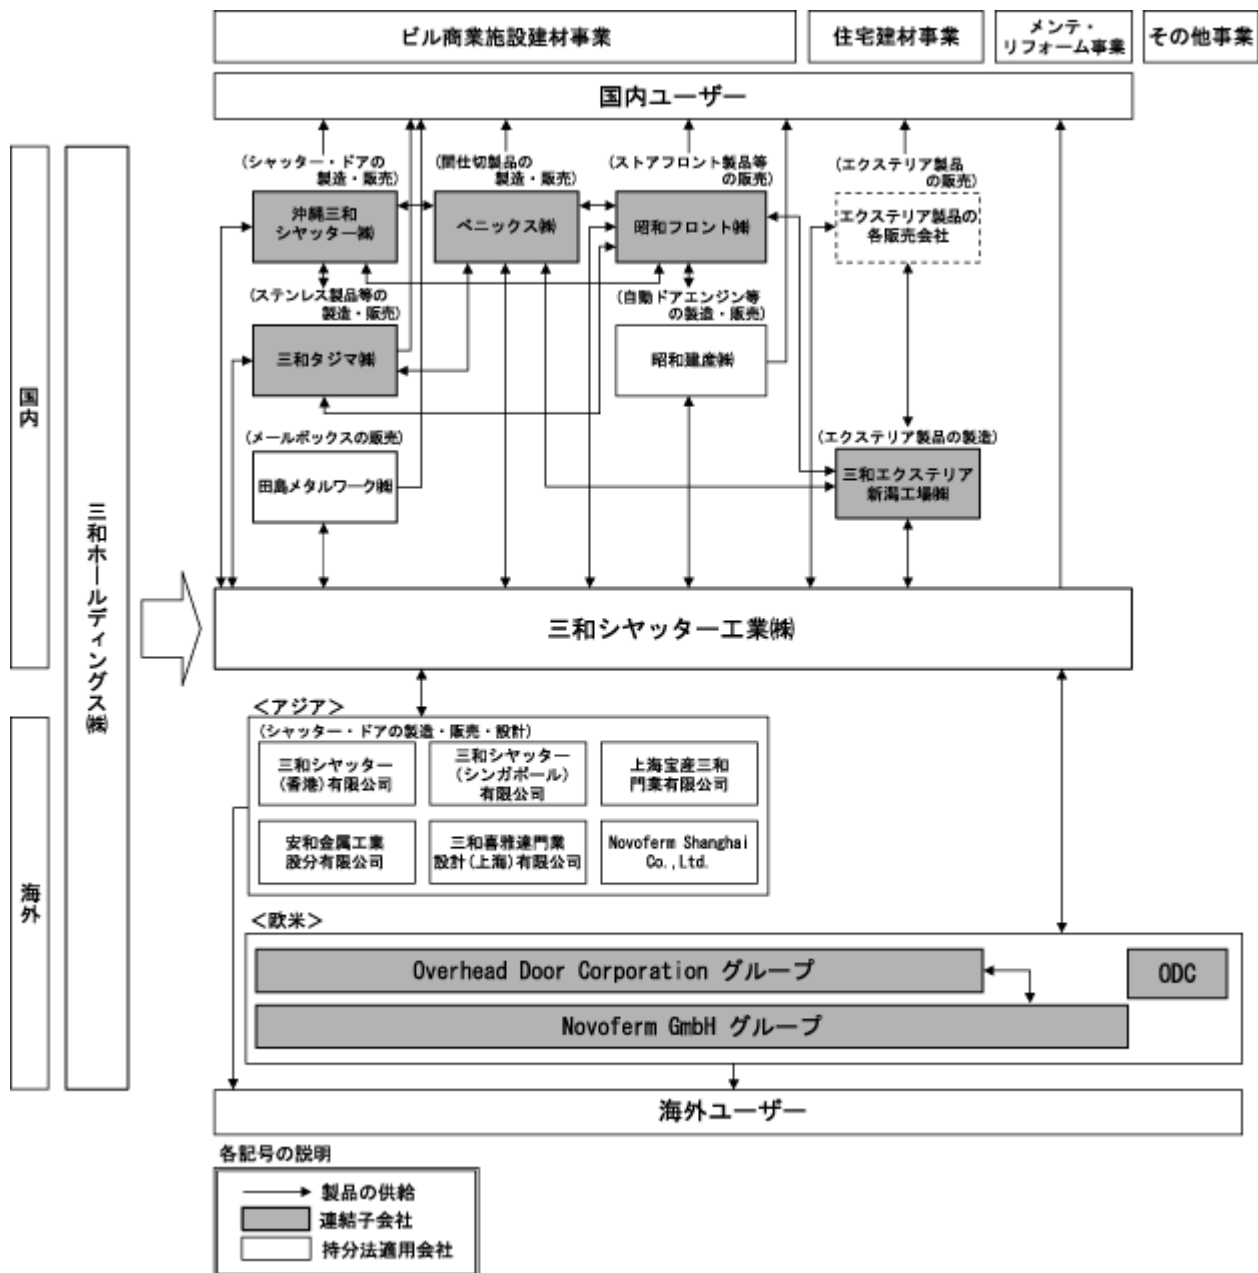 ビル商業施設建材事業
住宅建材事業
メンテ・
リフォーム事業
その他事業
国内ユーザー
(シャッター・ドアの
製造・販売)
(間仕切製品の
製造・販売)
(ストアフロント製品等
の販売)
(エクステリア製品
の販売)
沖縄三和
シヤッター㈱
ベニックス㈱
昭和フロント㈱
エクステリア製品の
各販売会社
(ステンレス製品等の
製造・販売)
(自動ドアエンジン等
の製造・販売)
三和タジマ㈱
昭和建産㈱
(メールボックスの販売)
(エクステリア製品の製造)
田島メタルワーク㈱
三和エクステリア
新潟工場㈱
国内
三和ホールディングス㈱
三和シヤッター工業㈱
海外
<アジア>
(シャッター・ドアの製造・販売・設計)
三和シヤッター
(香港)有限公司
三和シヤッター
(シンガポール)
有限公司
上海宝産三和
門業有限公司
安和金属工業
股分有限公司
三和喜雅達門業
設計(上海)有限公司
Novoferm Shanghai
Co.,Ltd.
<欧米>
Overhead Door Corporation グループ
ODC
Novoferm GmbH グループ
海外ユーザー
各記号の説明
製品の供給
連結子会社
持分法適用会社